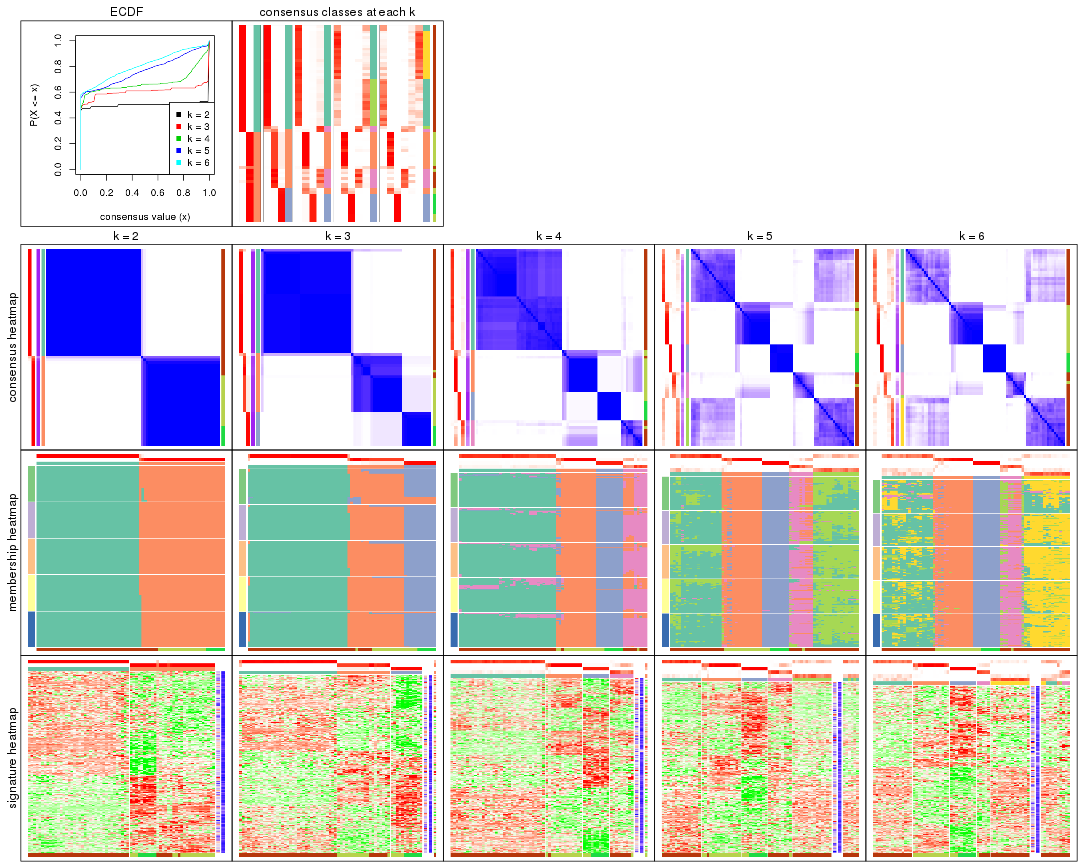 ECDF
consensus classes at each k
P(X <= x)
0.0 0.2 0.4 0.6 0.8 1.0
k = 2
k = 3
k = 4
k = 5
k = 6
0.0 0.2 0.4 0.6 0.8 1.0
consensus value (x)
k = 2
k = 3
k = 4
k = 5
k = 6
consensus heatmap
membership heatmap
signature heatmap